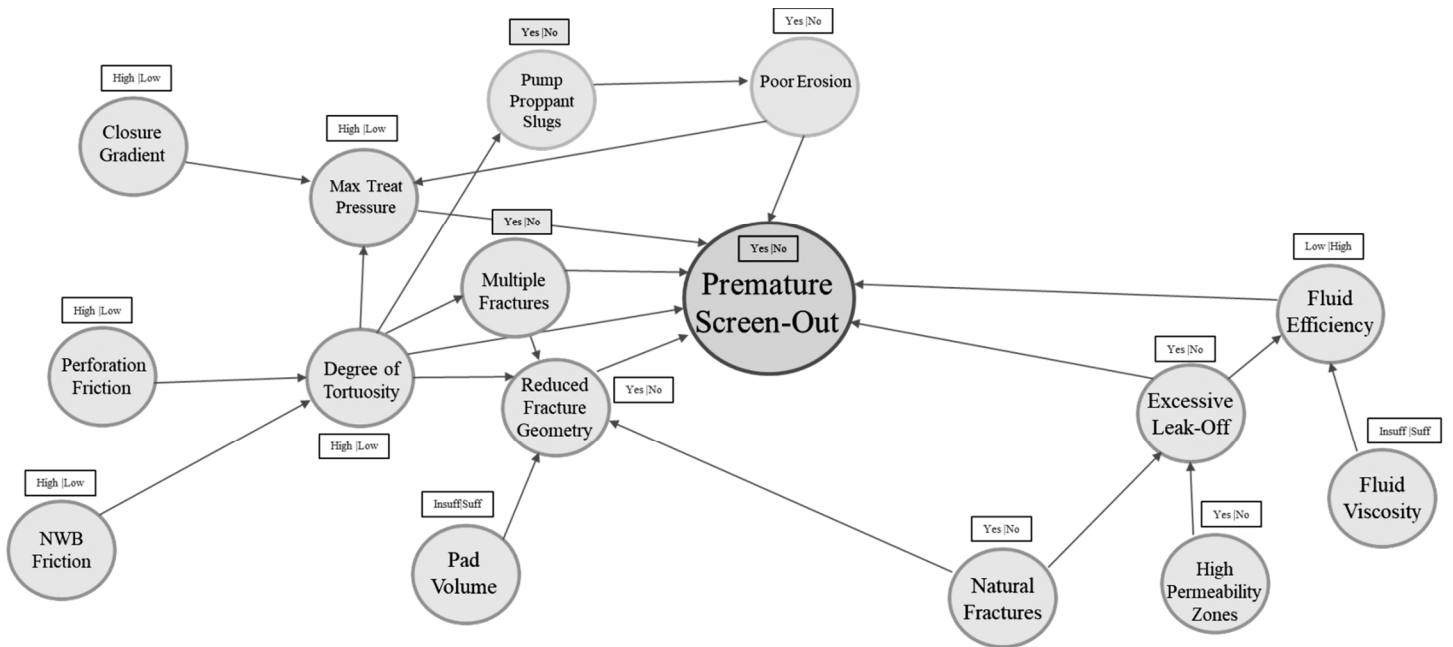 Yes |No
Pump
Proppant
Slugs
Yes |No
Poor Erosion
High |Low
Closure
Gradient
High |Low
Max Treat
Pressure
Yes |No
Multiple
Fractures
Yes |No
Premature
Screen-Out
Low |High
Fluid
Efficiency
High |Low
Perforation
Friction
Degree of
Tortuosity
High |Low
Reduced
Fracture
Geometry
Yes |No
Yes |No
Excessive
Leak-Off
Insuff |Suff
Fluid
Viscosity
High |Low
NWB
Friction
Insuff|Suff
Pad
Volume
Yes |No
Natural
Fractures
Yes |No
High
Permeability
Zones